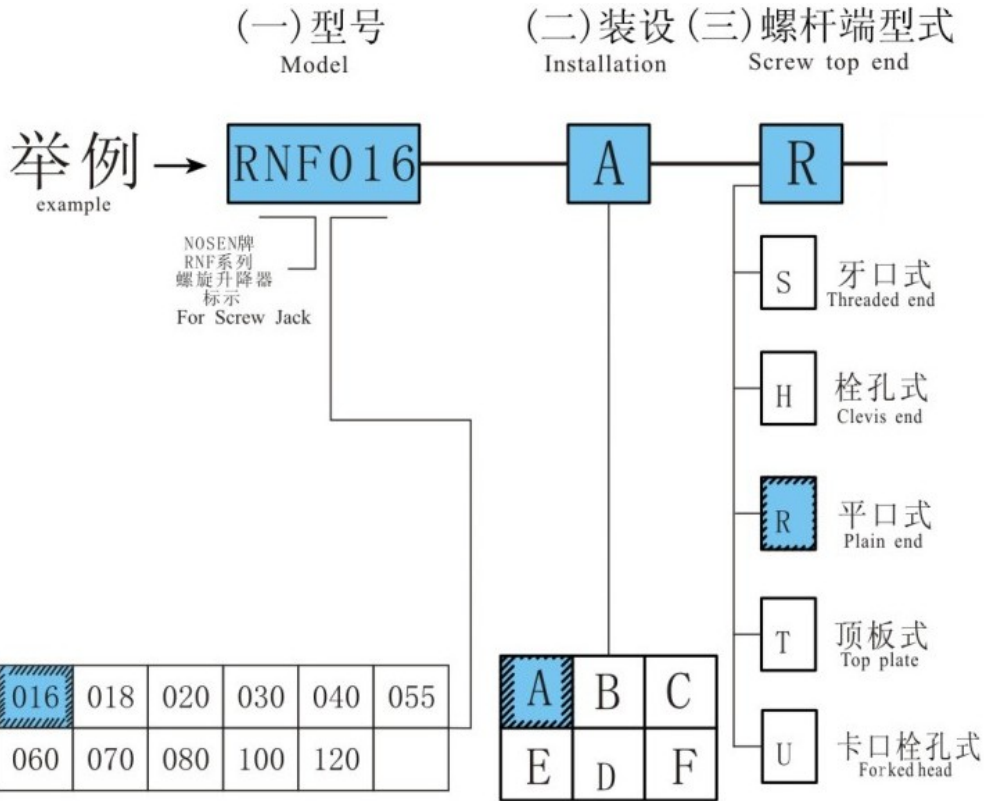 (一)型号 (二)装设 (三)螺杆端型式
Model Installation Screw top end
举例 → RNF016 A R
example
NOSEN牌
RNF系列
螺旋升降器
标示
For Screw Jack
S 牙口式
Threaded end
H 栓孔式
Clevis end
R 平口式
Plain end
T 顶板式
Top plate
U 卡口栓孔式
Forked head
016 018 020 030 040 055
060 070 080 100 120
A B C
E D F